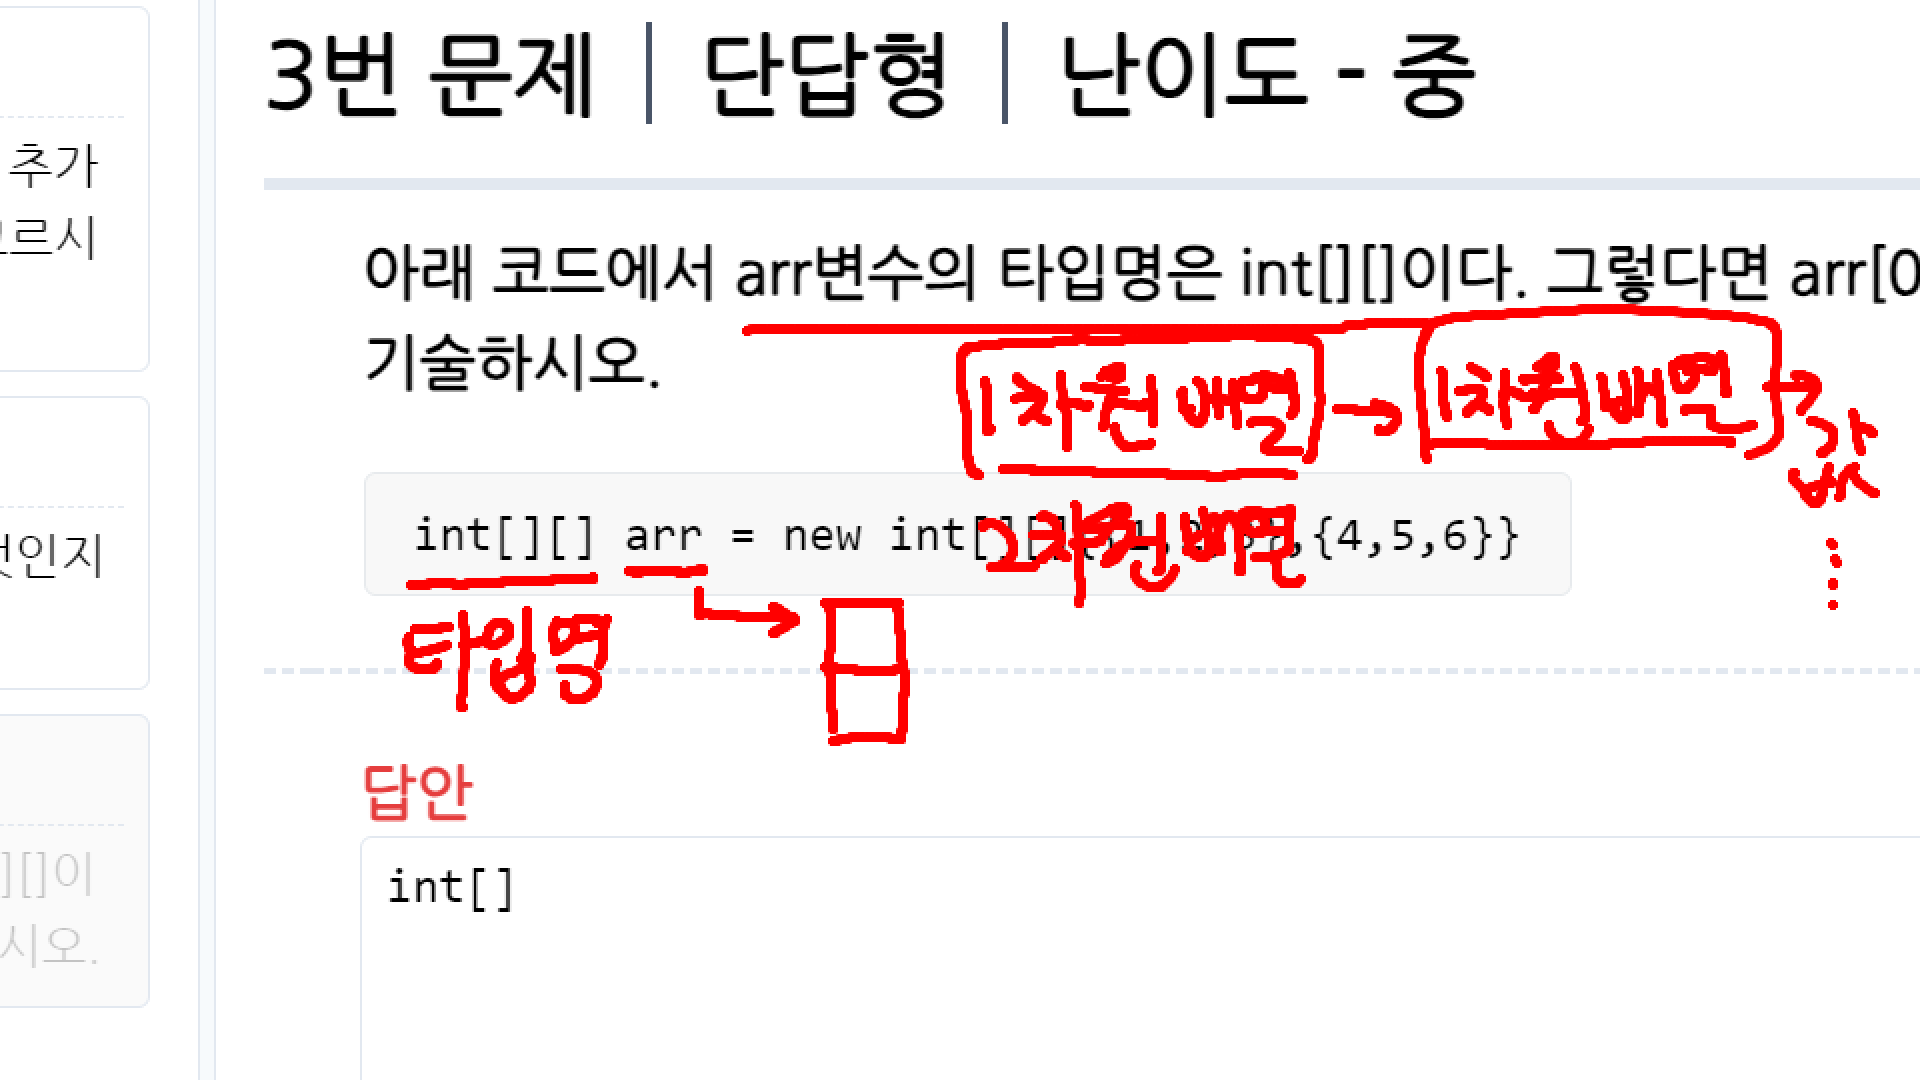 3번 문제 | 단답형 | 난이도 - 중
추가
르시
아래 코드에서 arr변수의 타입명은 int[][]이다. 그렇다면 arr[0
기술하시오.
1차원 배열 → 1차원 배열 → 값
int[][] arr = new int[][]{{1,2,3},{4,5,6}}
2차원 배열
인지
타입명
답안
][]이
시오.
int[]